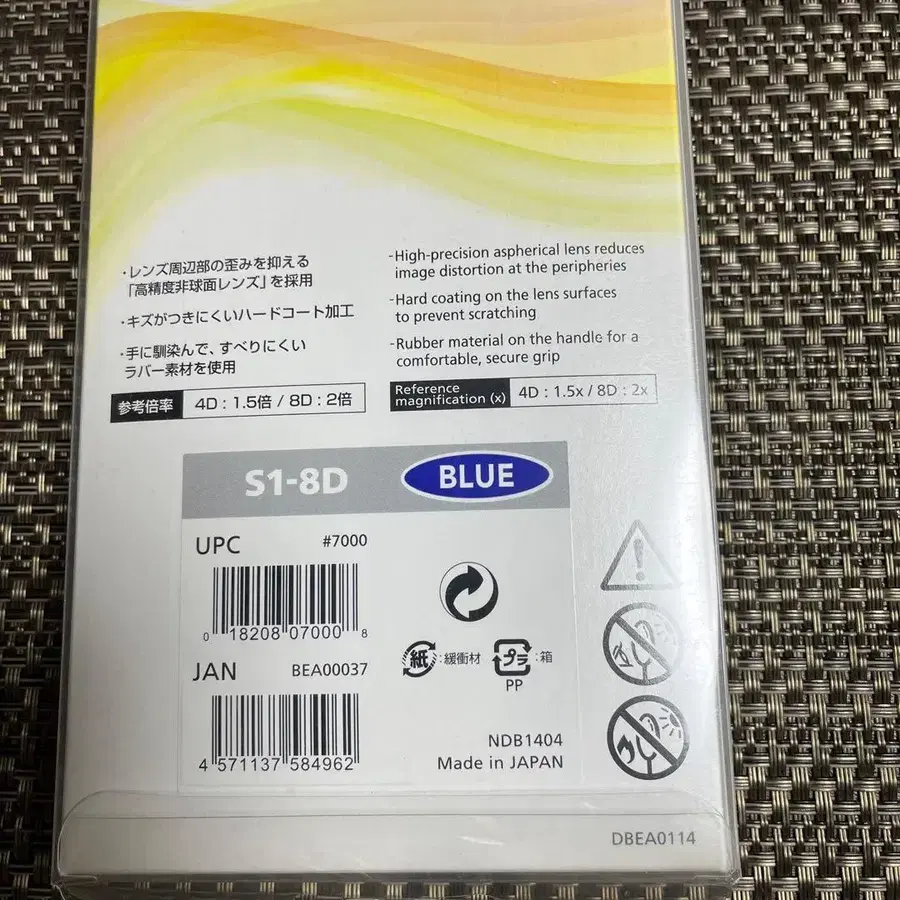 ・レンズ周辺部の歪みを抑える
「高精度非球面レンズ」を採用
・キズがつきにくいハードコート加工
・手に馴染んで、すべりにくい
ラバー素材を使用
参考倍率 4D：1.5倍 / 8D：2倍
-High-precision aspherical lens reduces
image distortion at the peripheries
-Hard coating on the lens surfaces
to prevent scratching
-Rubber material on the handle for a
comfortable, secure grip
Reference
magnification (x) 4D : 1.5x / 8D : 2x
S1-8D BLUE
UPC #7000
0 18208 07000 8
JAN BEA00037
4 571137 584962
紙：緩衝材 プラ：箱
PP
NDB1404
Made in JAPAN
DBEA0114